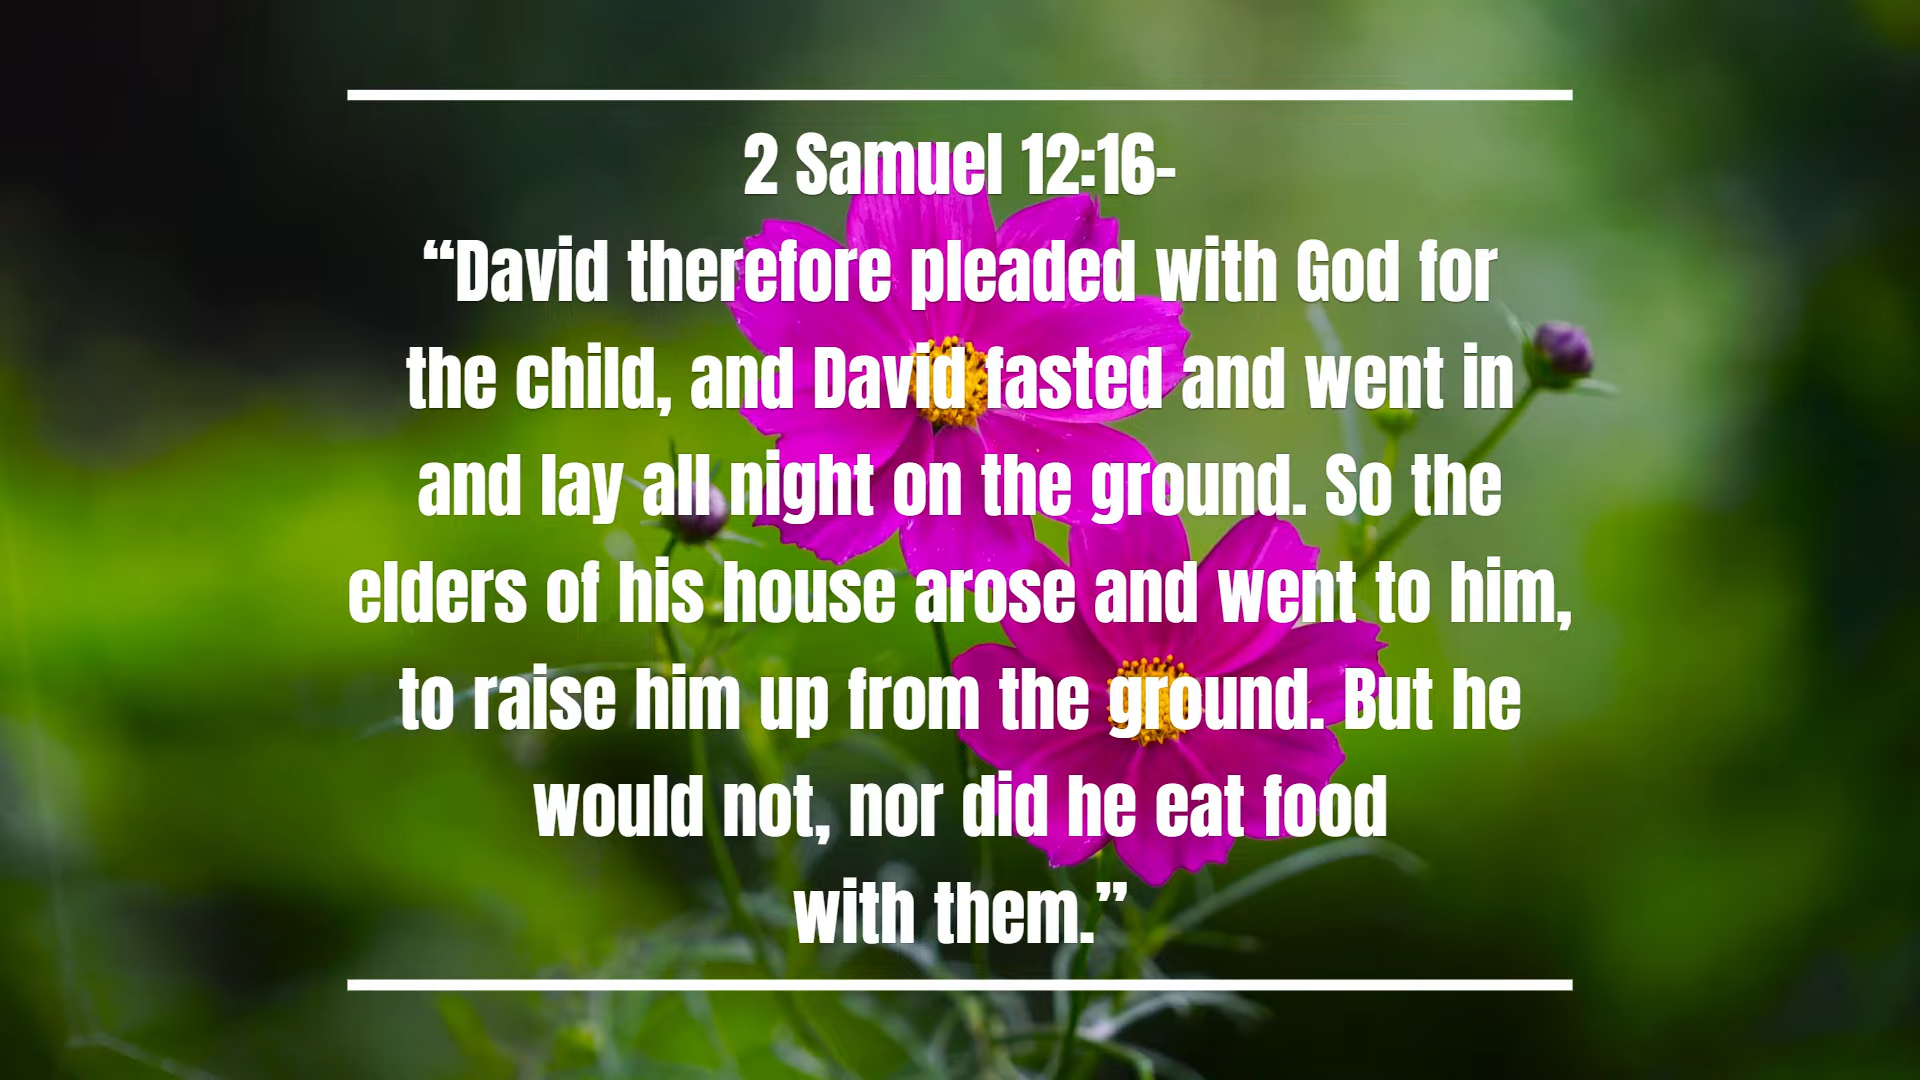 2 Samuel 12:16-
“David therefore pleaded with God for
the child, and David fasted and went in
and lay all night on the ground. So the
elders of his house arose and went to him,
to raise him up from the ground. But he
would not, nor did he eat food
with them.”